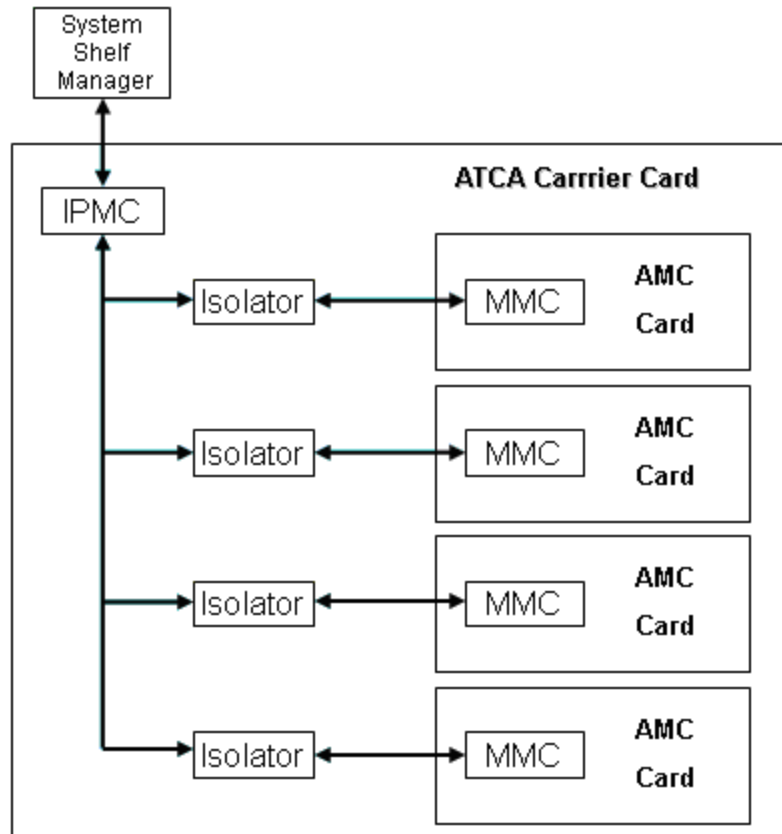 System
Shelf
Manager
ATCA Carrrier Card
IPMC
Isolator
MMC
AMC
Card
Isolator
MMC
AMC
Card
Isolator
MMC
AMC
Card
Isolator
MMC
AMC
Card